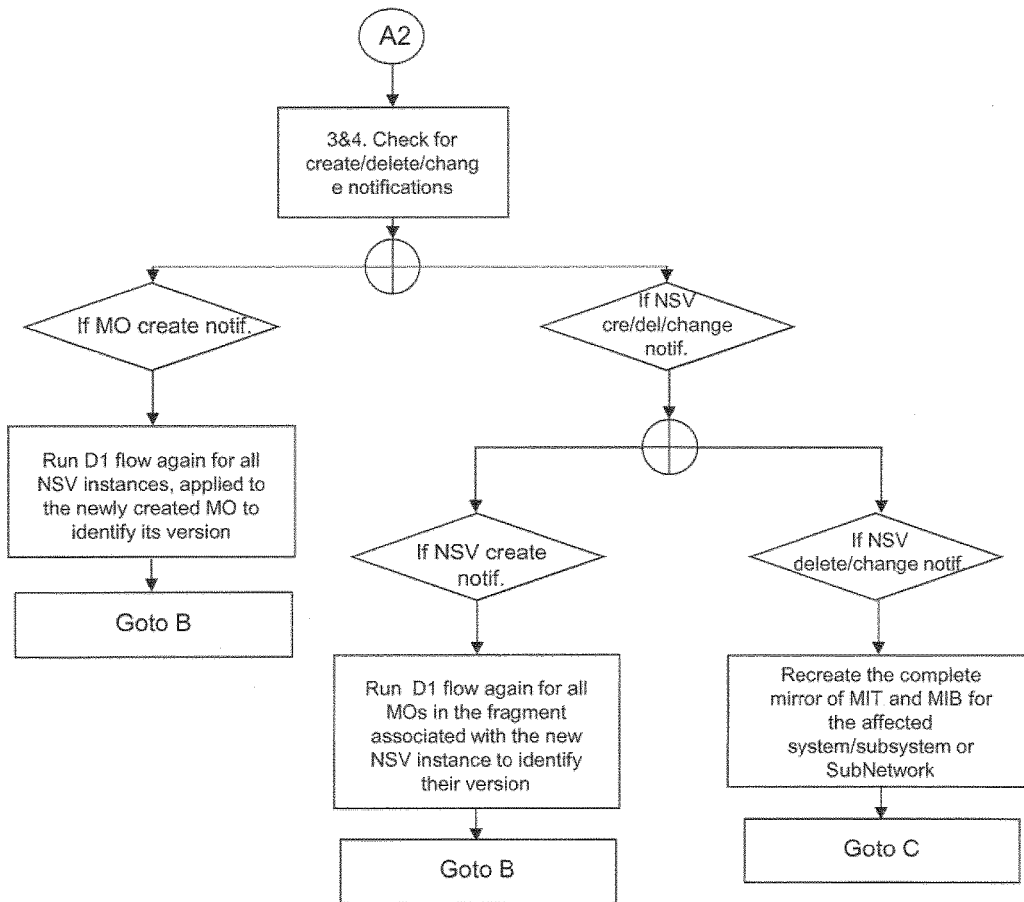 A2
3&4. Check for
create/delete/chang
e notifications
If MO create notif.
If NSV
cre/del/change
notif.
Run D1 flow again for all
NSV instances, applied to
the newly created MO to
identify its version
Goto B
If NSV create
notif.
If NSV
delete/change notif
Run D1 flow again for all
MOs in the fragment
associated with the new
NSV instance to identify
their version
Goto B
Recreate the complete
mirror of MIT and MIB for
the affected
system/subsystem or
SubNetwork
Goto C